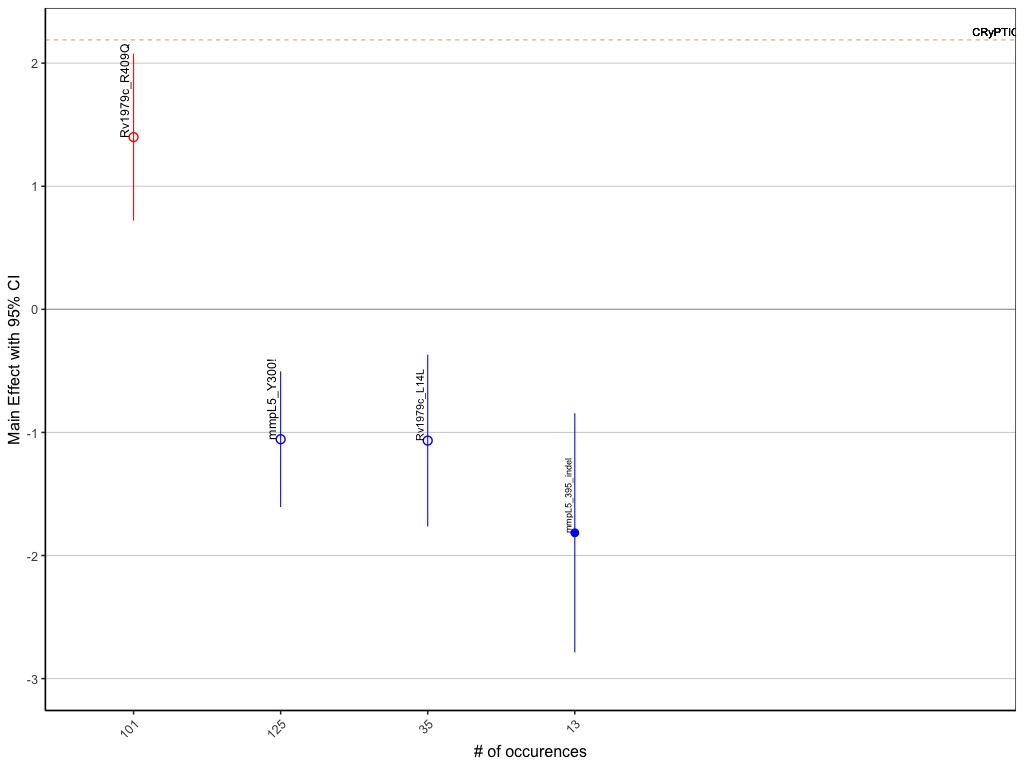 CRyPTIC
2
Rv1979c_R409Q
1
0
mmpL5_Y300!
Rv1979c_L14L
-1
mmpL5_395_indel
-2
-3
Main Effect with 95% CI
101
125
35
13
# of occurences